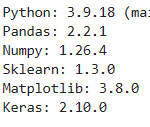 Python: 3.9.18 (mai
Pandas: 2.2.1
Numpy: 1.26.4
Sklearn: 1.3.0
Matplotlib: 3.8.0
Keras: 2.10.0